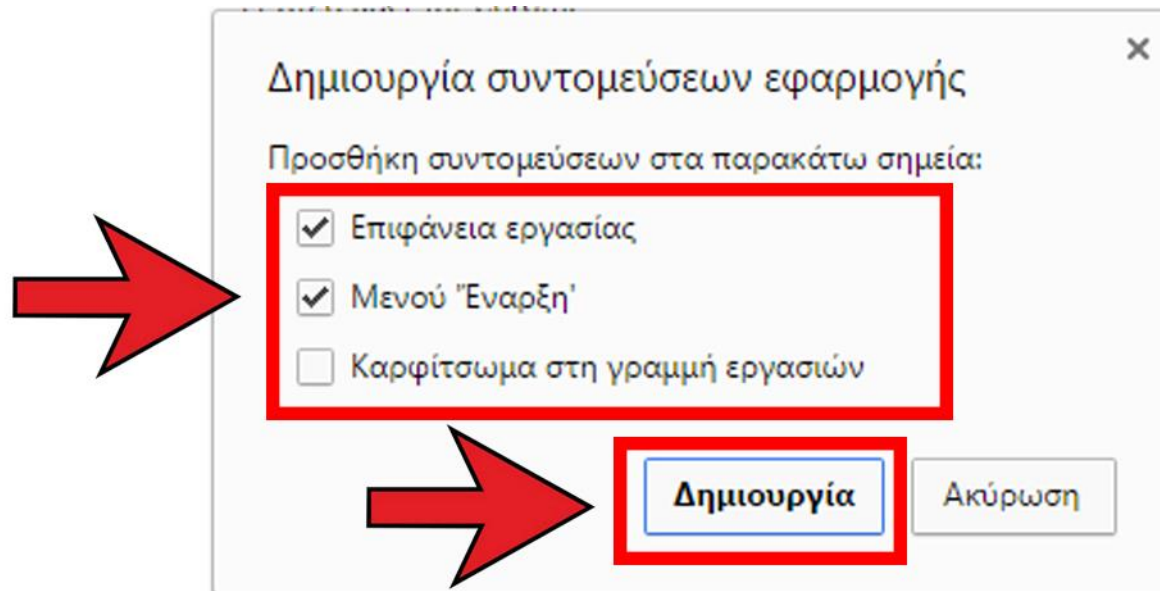 Δημιουργία συντομεύσεων εφαρμογής
Προσθήκη συντομεύσεων στα παρακάτω σημεία:
Επιφάνεια εργασίας
Μενού 'Έναρξη'
Καρφίτσωμα στη γραμμή εργασιών
Δημιουργία
Ακύρωση